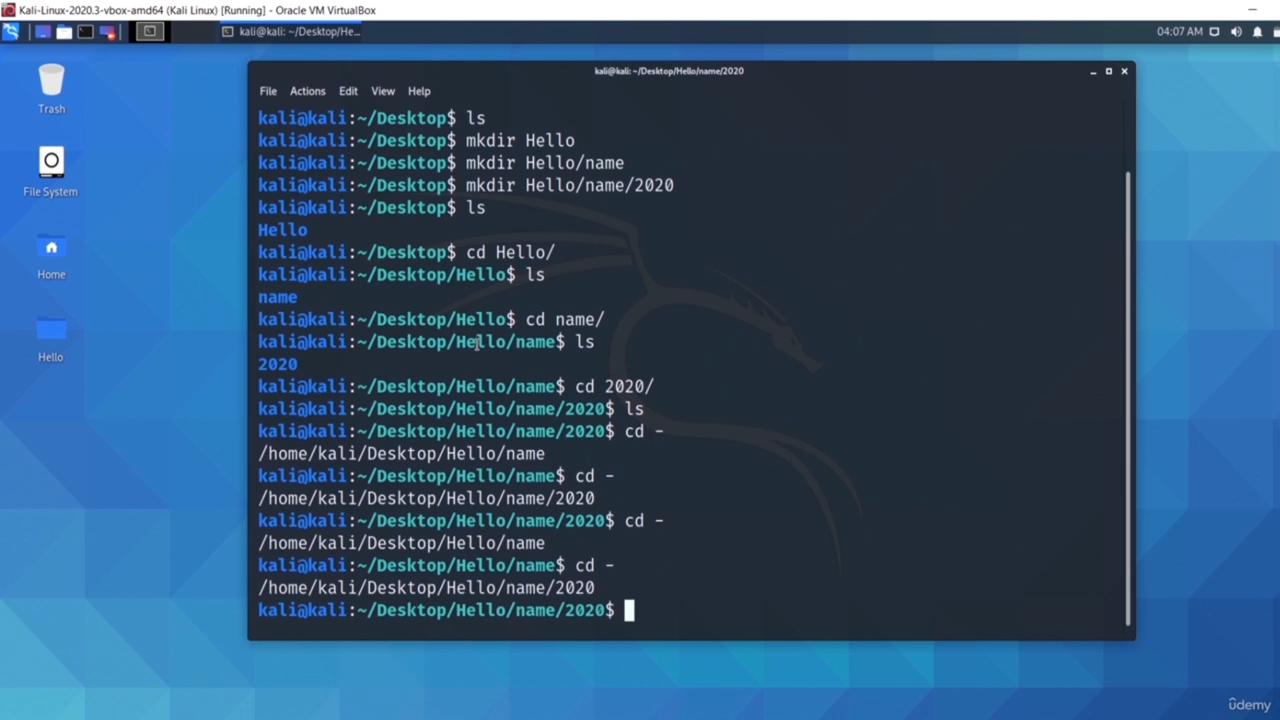 Kali-Linux-2020.3-vbox-amd64 (Kali Linux) [Running] - Oracle VM VirtualBox
kali@kali: ~/Desktop/He...
04:07 AM
Trash
File System
Home
Hello
kali@kali:~/Desktop/Hello/name/2020
File Actions Edit View Help
kali@kali:~/Desktop$ ls
kali@kali:~/Desktop$ mkdir Hello
kali@kali:~/Desktop$ mkdir Hello/name
kali@kali:~/Desktop$ mkdir Hello/name/2020
kali@kali:~/Desktop$ ls
Hello
kali@kali:~/Desktop$ cd Hello/
kali@kali:~/Desktop/Hello$ ls
name
kali@kali:~/Desktop/Hello$ cd name/
kali@kali:~/Desktop/Hello/name$ ls
2020
kali@kali:~/Desktop/Hello/name$ cd 2020/
kali@kali:~/Desktop/Hello/name/2020$ ls
kali@kali:~/Desktop/Hello/name/2020$ cd -
/home/kali/Desktop/Hello/name
kali@kali:~/Desktop/Hello/name$ cd -
/home/kali/Desktop/Hello/name/2020
kali@kali:~/Desktop/Hello/name/2020$ cd -
/home/kali/Desktop/Hello/name
kali@kali:~/Desktop/Hello/name$ cd -
/home/kali/Desktop/Hello/name/2020
kali@kali:~/Desktop/Hello/name/2020$
ûdemy